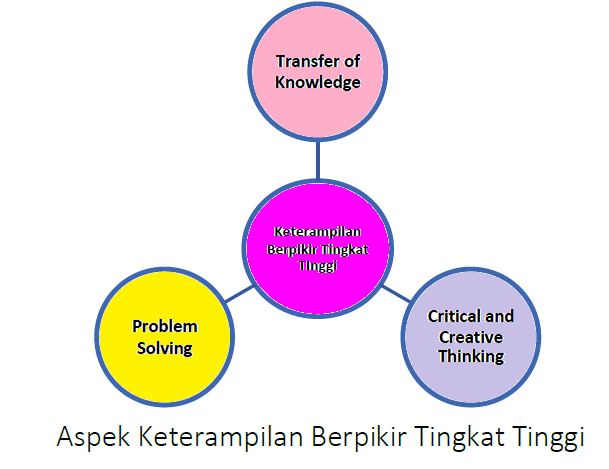 Transfer of
Knowledge
Keterampilan
Berpikir Tingkat
TInggi
Problem
Solving
Critical and
Creative
Thinking
Aspek Keterampilan Berpikir Tingkat Tinggi